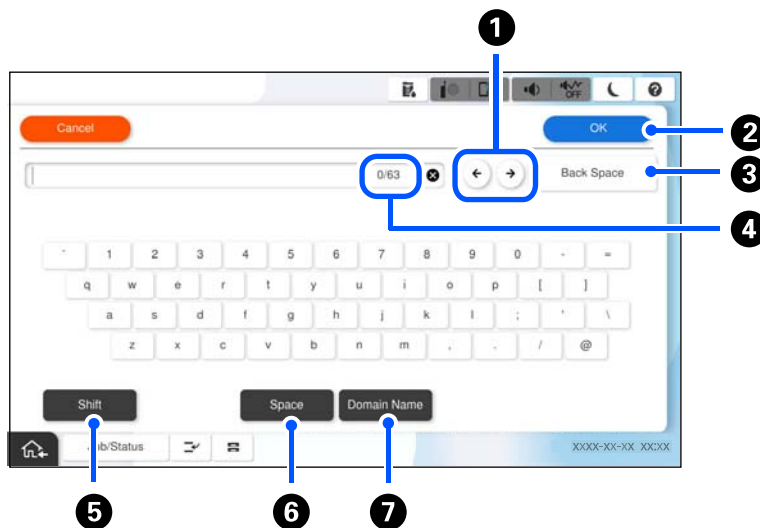 1
OFF
Cancel
OK
2
0/63
Back Space
3
4
` 1 2 3 4 5 6 7 8 9 0 - =
q w e r t y u i o p [ ]
a s d f g h j k l ; ' \
z x c v b n m , . / @
Shift
Space
Domain Name
/Status
XXXX-XX-XX XX:XX
5
6
7